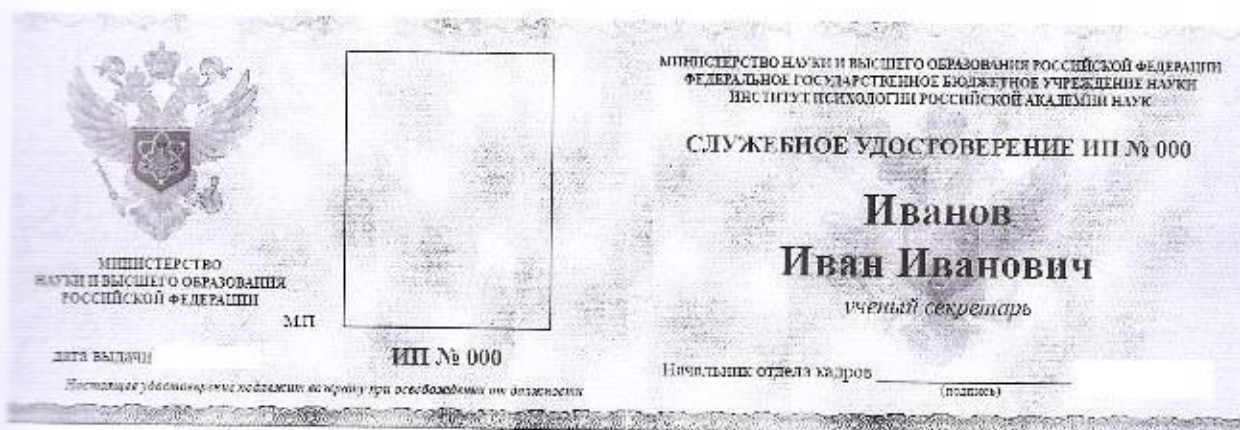 МИНИСТЕРСТВО
НАУКИ И ВЫСШЕГО ОБРАЗОВАНИЯ
РОССИЙСКОЙ ФЕДЕРАЦИИ
М.П
дата выдачи
ИП № 000
Настоящее удостоверение подлежит возврату при освобождении от должности
МИНИСТЕРСТВО НАУКИ И ВЫСШЕГО ОБРАЗОВАНИЯ РОССИЙСКОЙ ФЕДЕРАЦИИ
ФЕДЕРАЛЬНОЕ ГОСУДАРСТВЕННОЕ БЮДЖЕТНОЕ УЧРЕЖДЕНИЕ НАУКИ
ИНСТИТУТ ПСИХОЛОГИИ РОССИЙСКОЙ АКАДЕМИИ НАУК
СЛУЖЕБНОЕ УДОСТОВЕРЕНИЕ ИП № 000
Иванов
Иван Иванович
ученый секретарь
Начальник отдела кадров
(подпись)